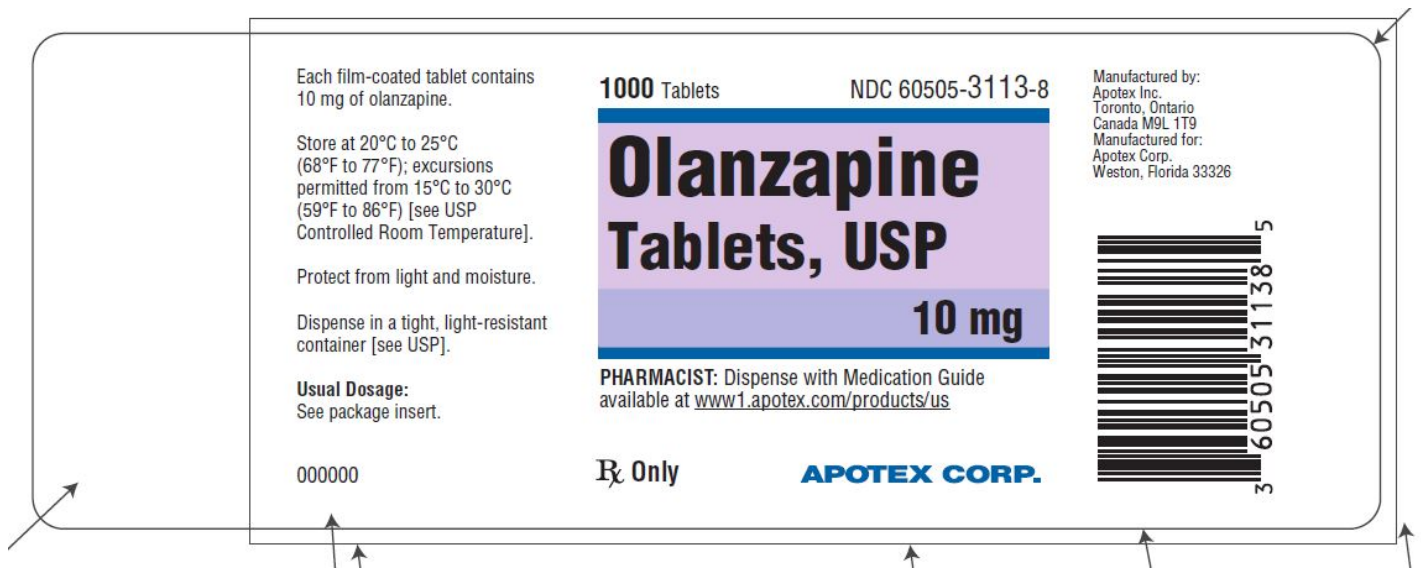 Each film-coated tablet contains
10 mg of olanzapine.
Store at 20°C to 25°C
(68°F to 77°F); excursions
permitted from 15°C to 30°C
(59°F to 86°F) [see USP
Controlled Room Temperature].
Protect from light and moisture.
Dispense in a tight, light-resistant
container [see USP].
Usual Dosage:
See package insert.
000000
1000 Tablets NDC 60505-3113-8
Olanzapine
Tablets, USP
10 mg
PHARMACIST: Dispense with Medication Guide
available at www1.apotex.com/products/us
℞ Only APOTEX CORP.
Manufactured by:
Apotex Inc.
Toronto, Ontario
Canada M9L 1T9
Manufactured for:
Apotex Corp.
Weston, Florida 33326
3 60505 31138 5